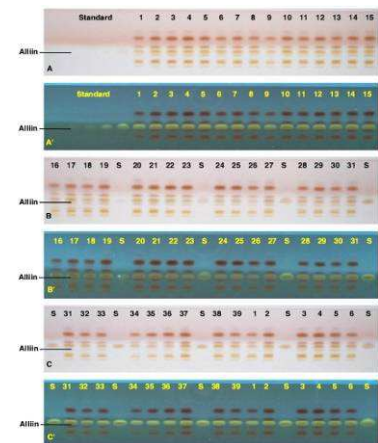 Standard 1 2 3 4 5 6 7 8 9 10 11 12 13 14 15
Alliin
A
Standard 1 2 3 4 5 6 7 8 9 10 11 12 13 14 15
Alliin
A'
16 17 18 19 S 20 21 22 23 S 24 25 26 27 S 28 29 30 31 S
Alliin
B
16 17 18 19 S 20 21 22 23 S 24 25 26 27 S 28 29 30 31 S
Alliin
B'
S 31 32 33 S 34 35 36 37 S 38 39 1 2 S 3 4 5 6 S
Alliin
C
S 31 32 33 S 34 35 36 37 S 38 39 1 2 S 3 4 5 6 S
Alliin
C'